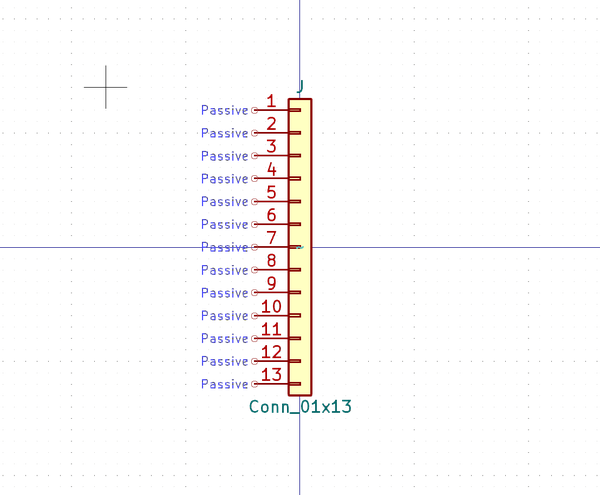 J
Passive 1
Passive 2
Passive 3
Passive 4
Passive 5
Passive 6
Passive 7
Passive 8
Passive 9
Passive 10
Passive 11
Passive 12
Passive 13
Conn_01x13